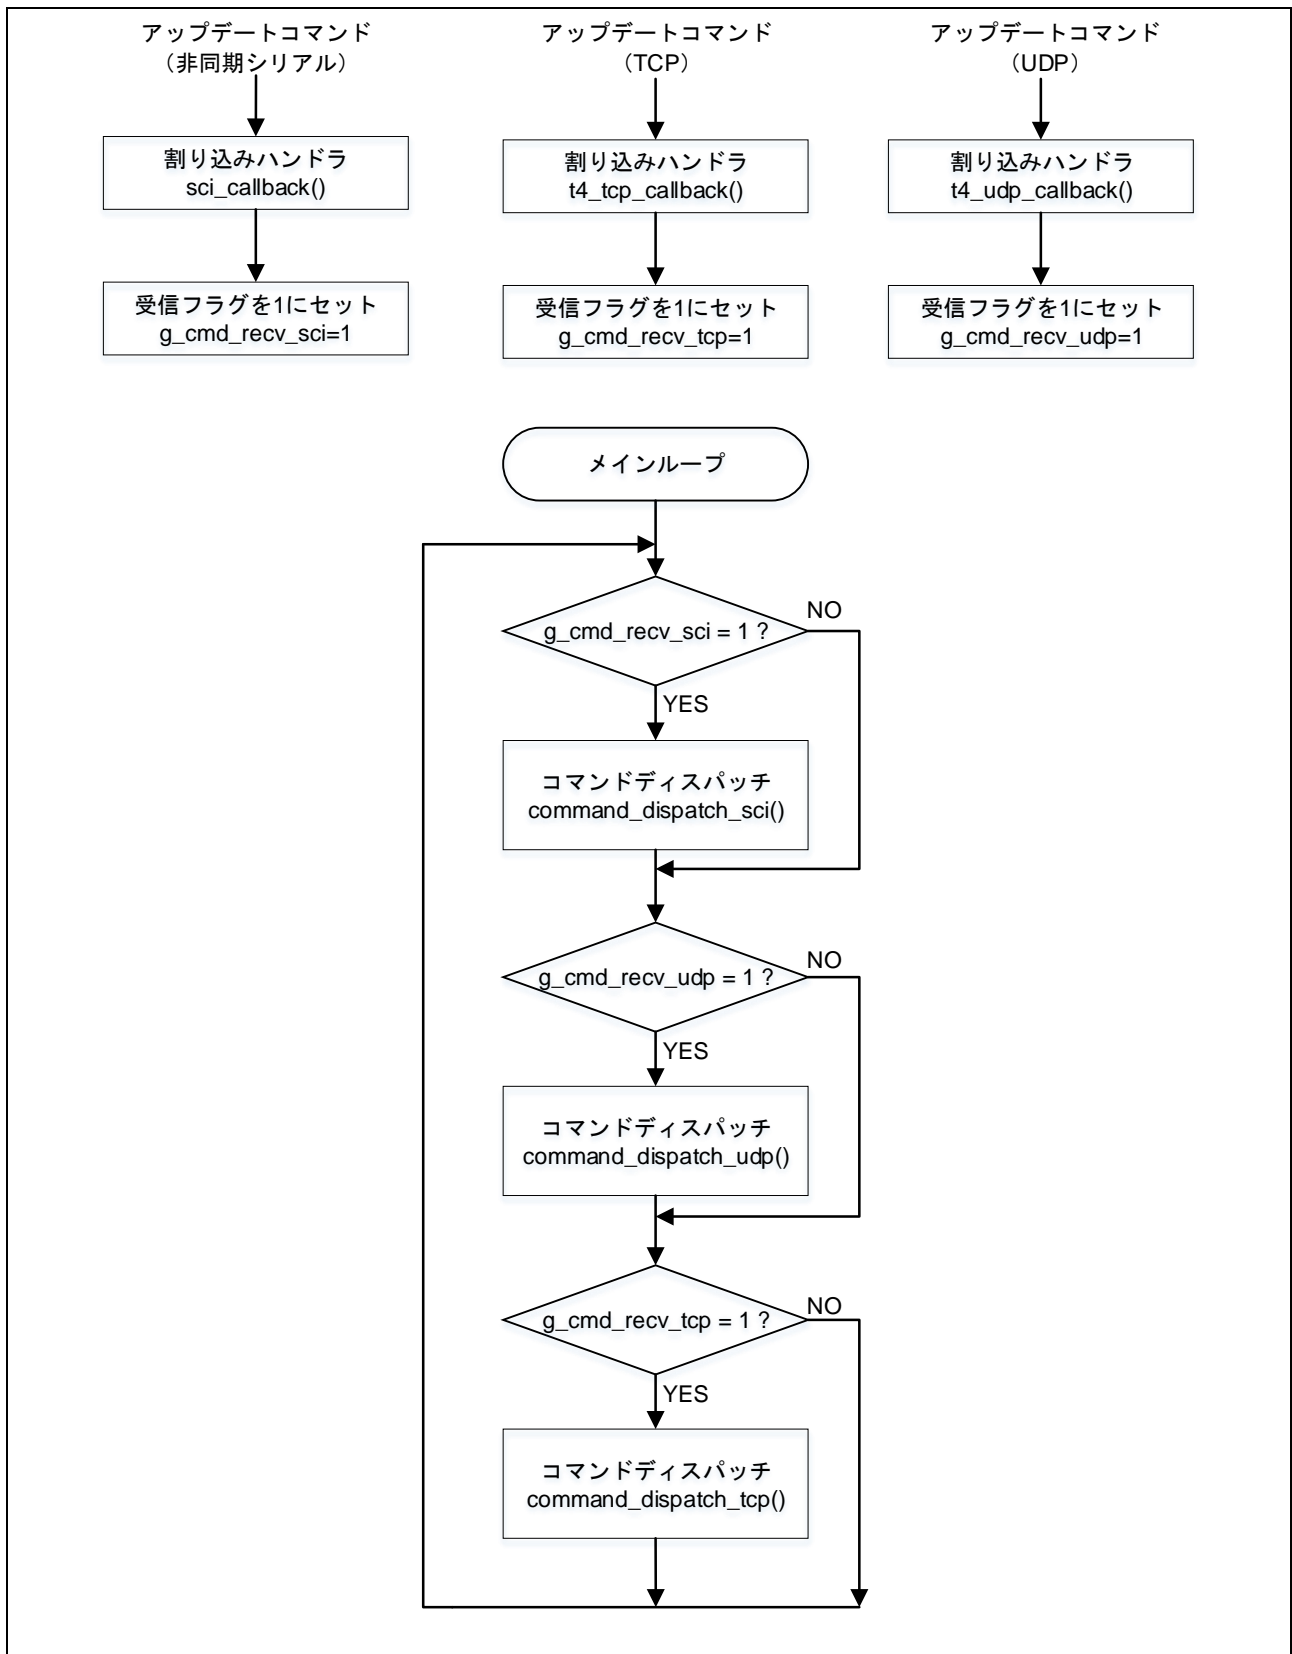 アップデートコマンド
（非同期シリアル）
割り込みハンドラ
sci_callback()
受信フラグを1にセット
g_cmd_recv_sci=1
アップデートコマンド
（TCP）
割り込みハンドラ
t4_tcp_callback()
受信フラグを1にセット
g_cmd_recv_tcp=1
アップデートコマンド
（UDP）
割り込みハンドラ
t4_udp_callback()
受信フラグを1にセット
g_cmd_recv_udp=1
メインループ
g_cmd_recv_sci = 1 ?
NO
YES
コマンドディスパッチ
command_dispatch_sci()
g_cmd_recv_udp = 1 ?
NO
YES
コマンドディスパッチ
command_dispatch_udp()
g_cmd_recv_tcp = 1 ?
NO
YES
コマンドディスパッチ
command_dispatch_tcp()